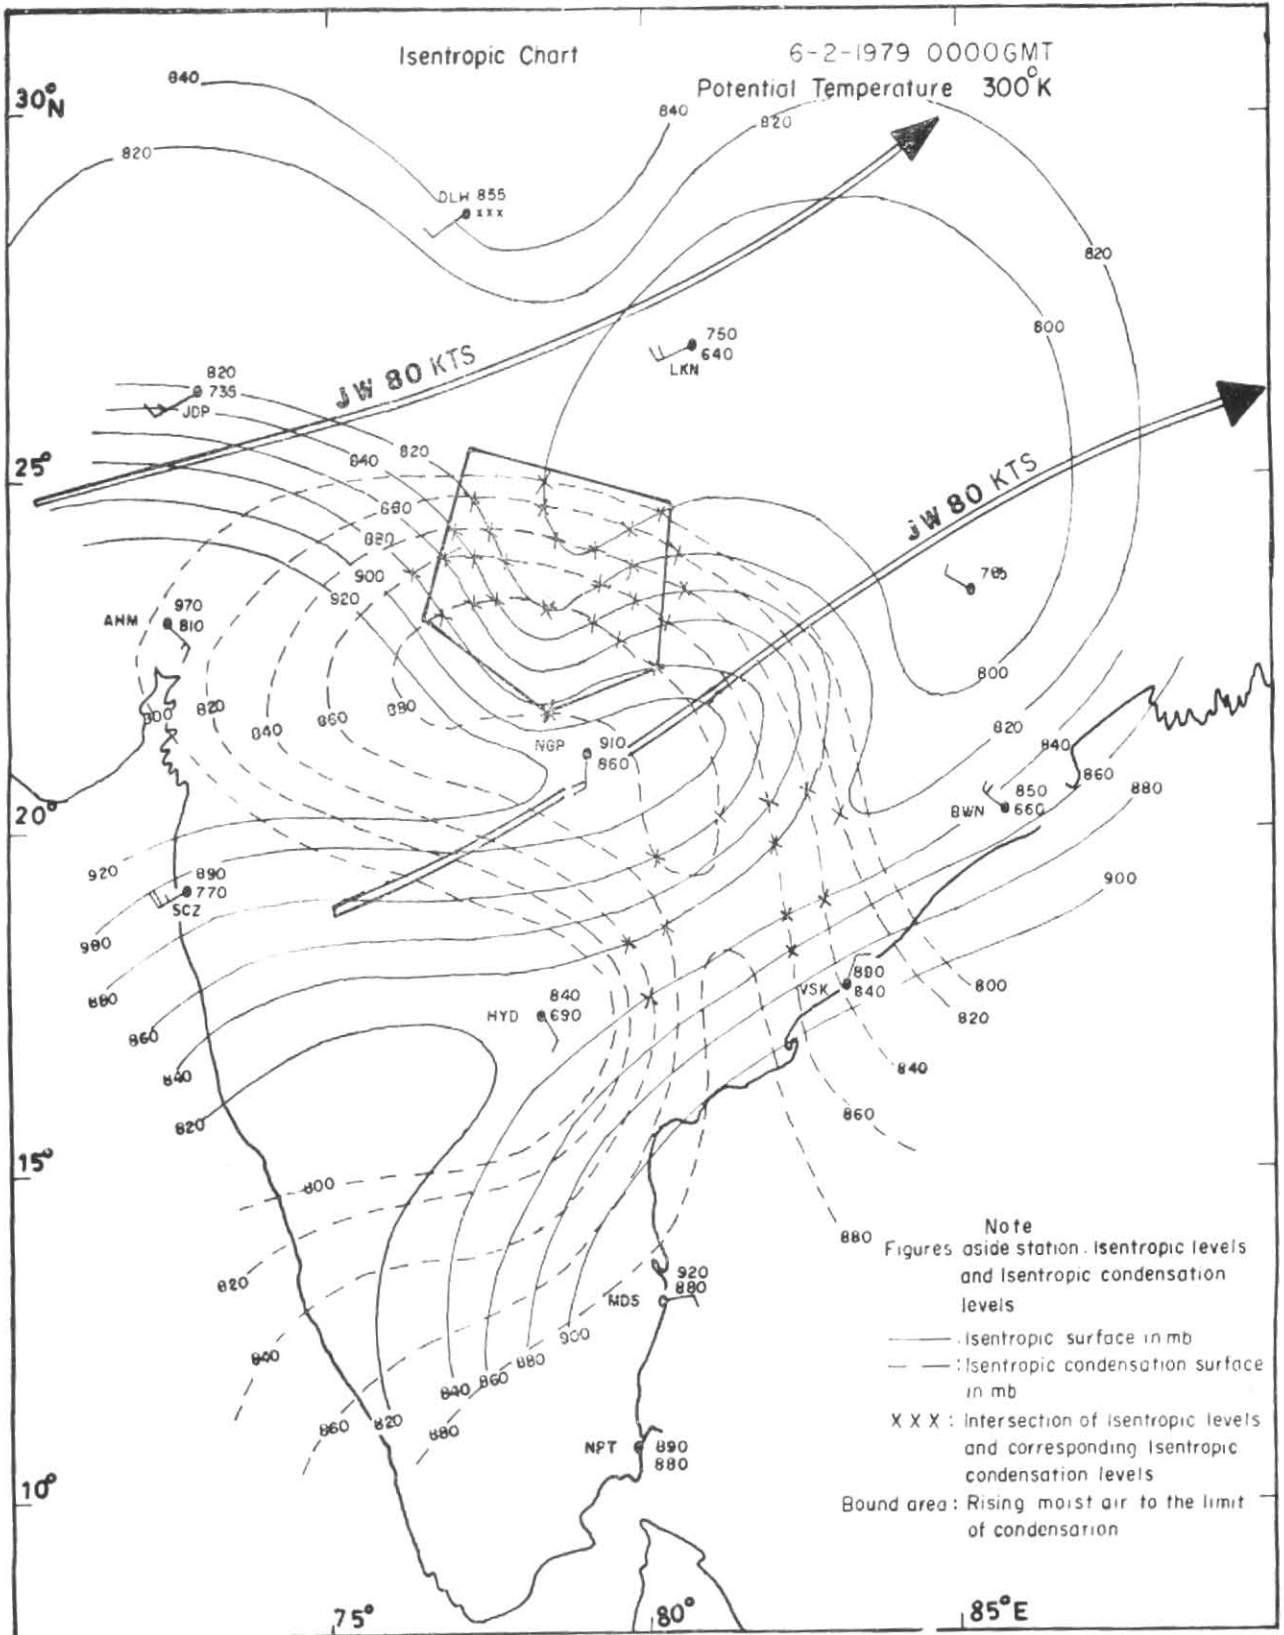 Isentropic Chart
6-2-1979 0000GMT
Potential Temperature 300°K
30°N
840
840
820
820
DLH 855
xxx
820
800
750
640
LKN
820
735
JDP
JW 80 KTS
820
840
860
880
900
920
25°
JW 80 KTS
765
970
AHM 810
800
820
840
860
880
NGP 910
860
800
820
840
860
880
850
BWN 660
20°
920
890
770
SCZ
900
880
860
840
820
900
880
VSK 840
800
820
840
860
880
840
HYD 690
15°
800
820
840
860
880
920
880
MDS
900
880
860
840
820
NPT 890
880
10°
75°
80°
85°E
Note
Figures aside station. Isentropic levels
and Isentropic condensation
levels
: Isentropic surface in mb
: Isentropic condensation surface
in mb
X X X : Intersection of Isentropic levels
and corresponding Isentropic
condensation levels
Bound area : Rising moist air to the limit
of condensation